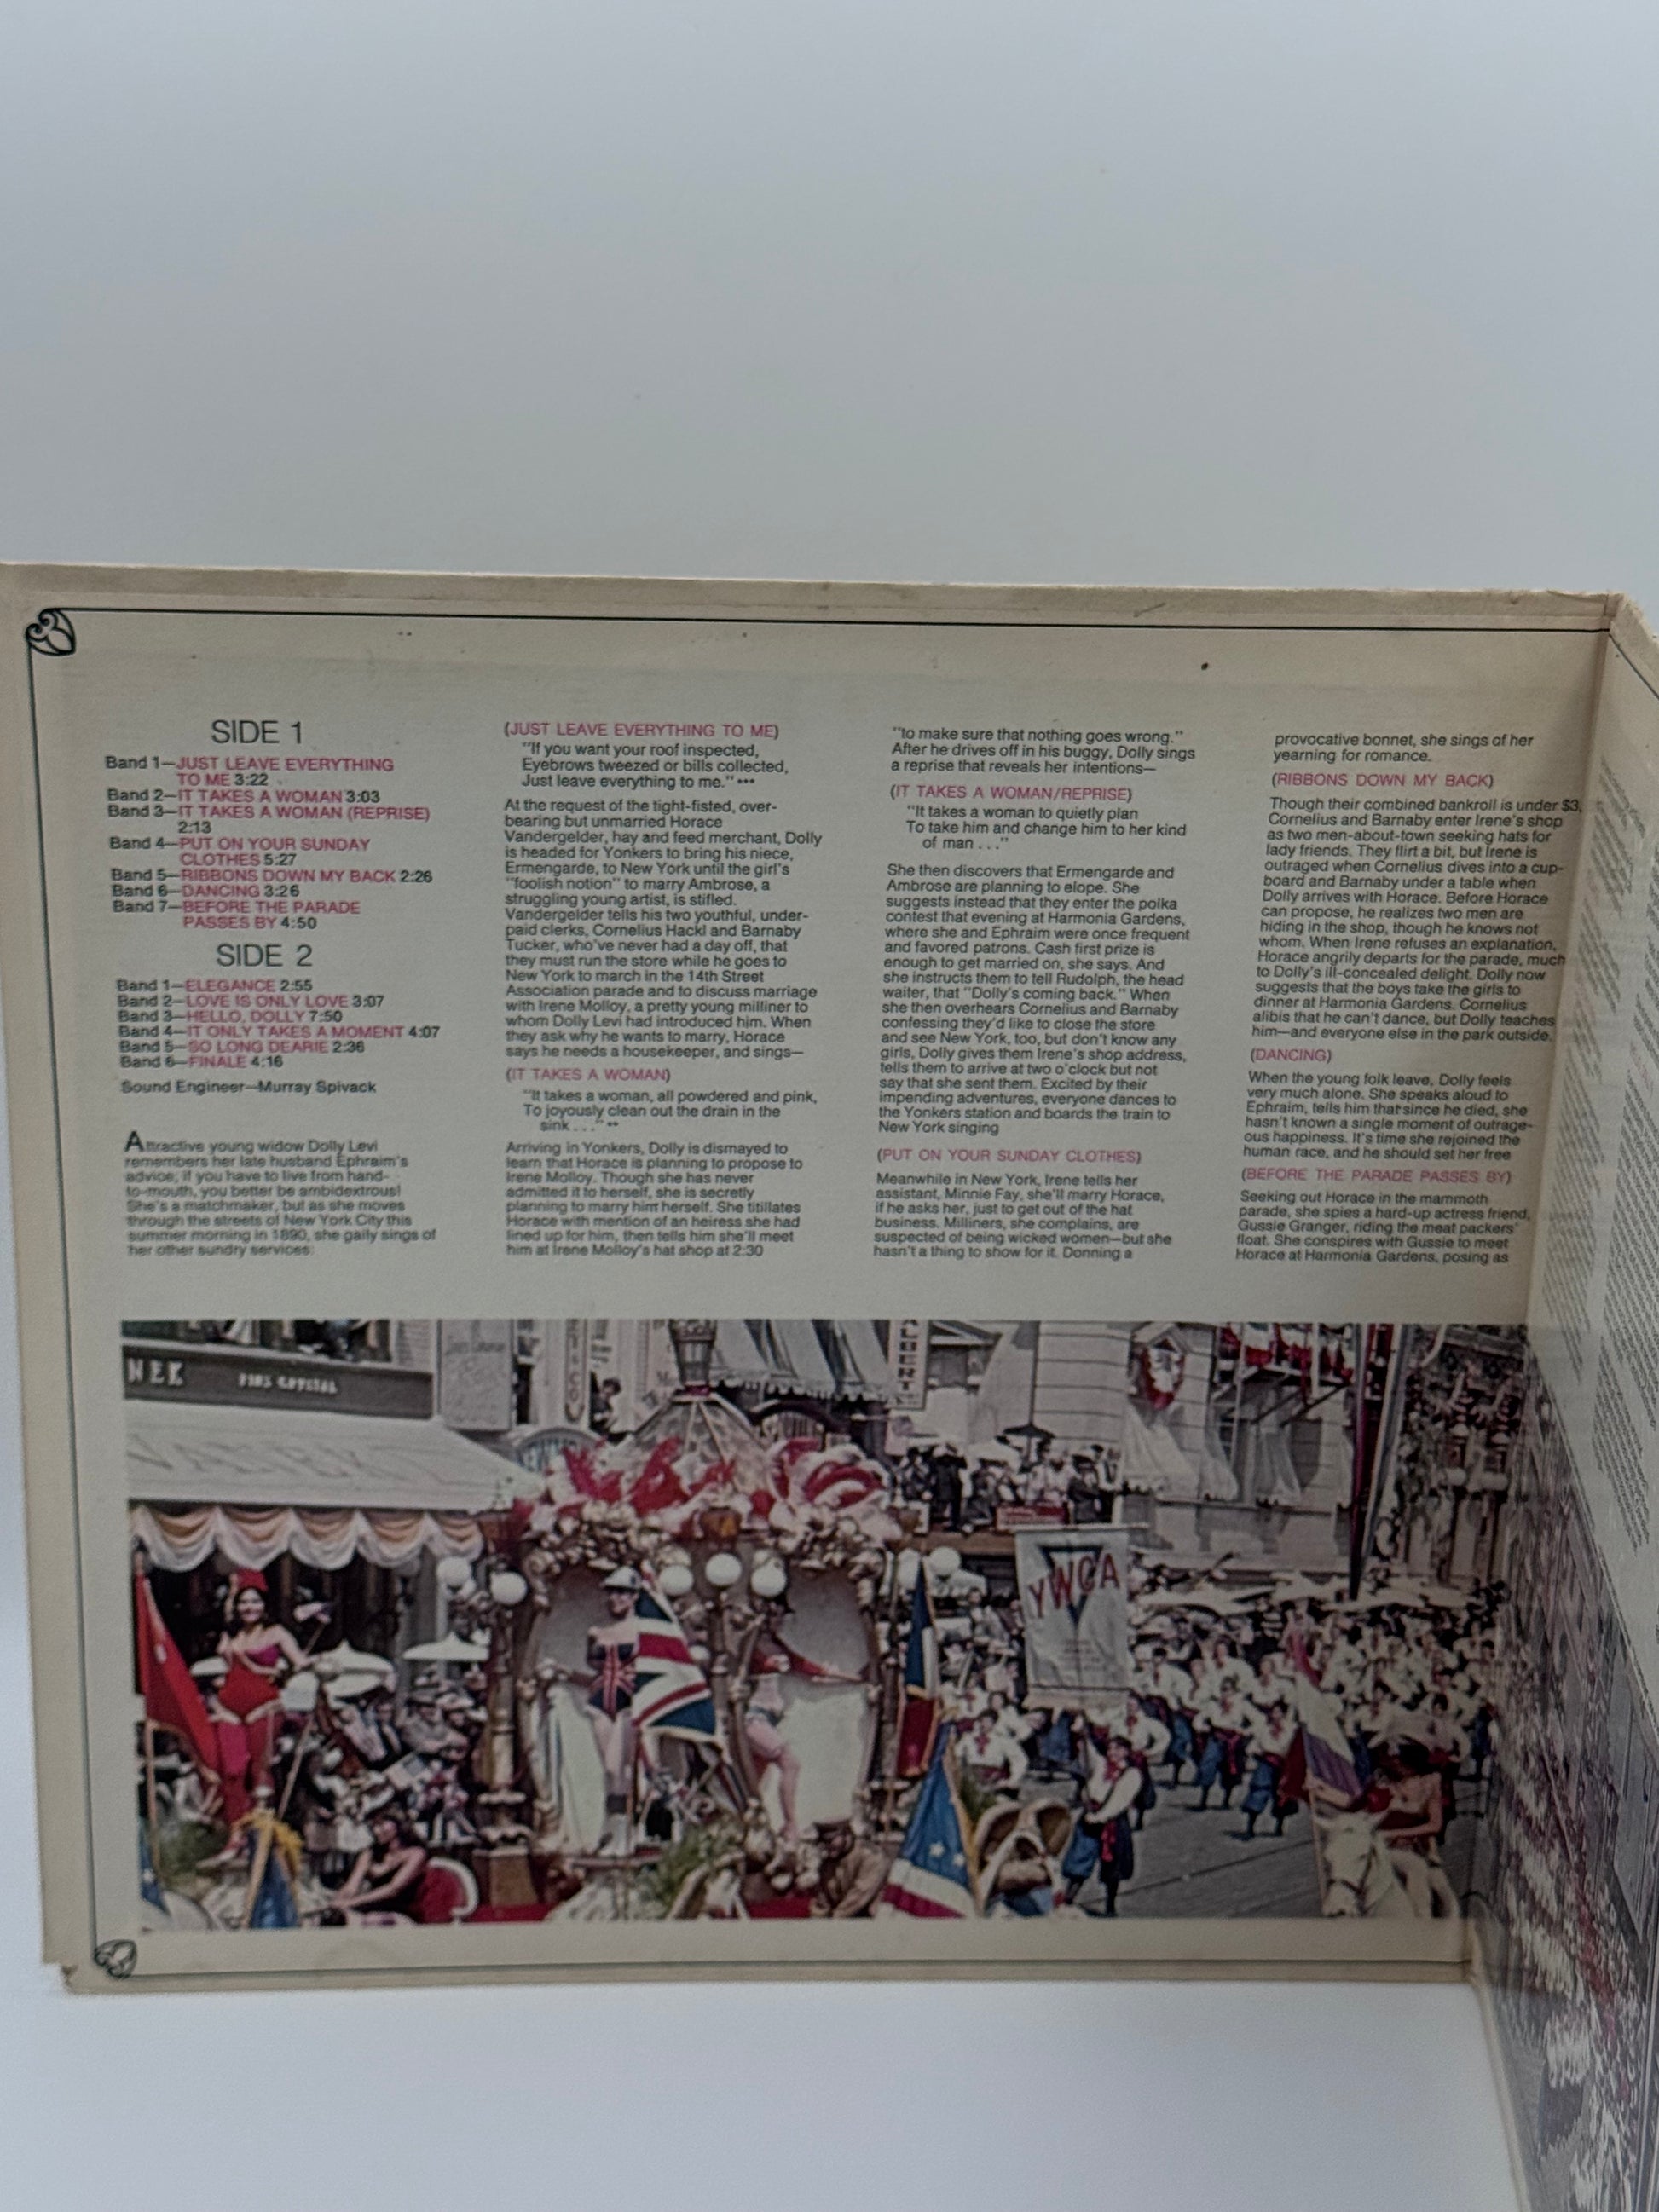 SIDE 1
Band 1—JUST LEAVE EVERYTHING
TO ME 3:22
Band 2—IT TAKES A WOMAN 3:03
Band 3—IT TAKES A WOMAN (REPRISE)
2:13
Band 4—PUT ON YOUR SUNDAY
CLOTHES 5:27
Band 5—RIBBONS DOWN MY BACK 2:26
Band 6—DANCING 3:26
Band 7—BEFORE THE PARADE
PASSES BY 4:50
SIDE 2
Band 1—ELEGANCE 2:55
Band 2—LOVE IS ONLY LOVE 3:07
Band 3—HELLO, DOLLY 7:50
Band 4—IT ONLY TAKES A MOMENT 4:07
Band 5—SO LONG DEARIE 2:36
Band 6—FINALE 4:16
Sound Engineer—Murray Spivack
Attractive young widow Dolly Levi
remembers her late husband Ephraim's
advice; if you have to live from hand-
to-mouth, you better be ambidextrous!
She's a matchmaker, but as she moves
through the streets of New York City this
summer morning in 1890, she gaily sings of
her other sundry services:
(JUST LEAVE EVERYTHING TO ME)
"If you want your roof inspected,
Eyebrows tweezed or bills collected,
Just leave everything to me." •••
At the request of the tight-fisted, over-
bearing but unmarried Horace
Vandergelder, hay and feed merchant, Dolly
is headed for Yonkers to bring his niece,
Ermengarde, to New York until the girl's
"foolish notion" to marry Ambrose, a
struggling young artist, is stifled.
Vandergelder tells his two youthful, under-
paid clerks, Cornelius Hackl and Barnaby
Tucker, who've never had a day off, that
they must run the store while he goes to
New York to march in the 14th Street
Association parade and to discuss marriage
with Irene Molloy, a pretty young milliner to
whom Dolly Levi had introduced him. When
they ask why he wants to marry, Horace
says he needs a housekeeper, and sings—
(IT TAKES A WOMAN)
"It takes a woman, all powdered and pink,
To joyously clean out the drain in the
sink . . ." ••
Arriving in Yonkers, Dolly is dismayed to
learn that Horace is planning to propose to
Irene Molloy. Though she has never
admitted it to herself, she is secretly
planning to marry him herself. She titillates
Horace with mention of an heiress she had
lined up for him, then tells him she'll meet
him at Irene Molloy's hat shop at 2:30
"to make sure that nothing goes wrong."
After he drives off in his buggy, Dolly sings
a reprise that reveals her intentions—
(IT TAKES A WOMAN/REPRISE)
"It takes a woman to quietly plan
To take him and change him to her kind
of man . . ."
She then discovers that Ermengarde and
Ambrose are planning to elope. She
suggests instead that they enter the polka
contest that evening at Harmonia Gardens,
where she and Ephraim were once frequent
and favored patrons. Cash first prize is
enough to get married on, she says. And
she instructs them to tell Rudolph, the head
waiter, that "Dolly's coming back." When
she then overhears Cornelius and Barnaby
confessing they'd like to close the store
and see New York, too, but don't know any
girls, Dolly gives them Irene's shop address,
tells them to arrive at two o'clock but not
say that she sent them. Excited by their
impending adventures, everyone dances to
the Yonkers station and boards the train to
New York singing
(PUT ON YOUR SUNDAY CLOTHES)
Meanwhile in New York, Irene tells her
assistant, Minnie Fay, she'll marry Horace,
if he asks her, just to get out of the hat
business. Milliners, she complains, are
suspected of being wicked women—but she
hasn't a thing to show for it. Donning a
provocative bonnet, she sings of her
yearning for romance.
(RIBBONS DOWN MY BACK)
Though their combined bankroll is under $3,
Cornelius and Barnaby enter Irene's shop
as two men-about-town seeking hats for
lady friends. They flirt a bit, but Irene is
outraged when Cornelius dives into a cup-
board and Barnaby under a table when
Dolly arrives with Horace. Before Horace
can propose, he realizes two men are
hiding in the shop, though he knows not
whom. When Irene refuses an explanation,
Horace angrily departs for the parade, much
to Dolly's ill-concealed delight. Dolly now
suggests that the boys take the girls to
dinner at Harmonia Gardens. Cornelius
alibis that he can't dance, but Dolly teaches
him—and everyone else in the park outside.
(DANCING)
When the young folk leave, Dolly feels
very much alone. She speaks aloud to
Ephraim, tells him that since he died, she
hasn't known a single moment of outrage-
ous happiness. It's time she rejoined the
human race, and he should set her free
(BEFORE THE PARADE PASSES BY)
Seeking out Horace in the mammoth
parade, she spies a hard-up actress friend,
Gussie Granger, riding the meat packers'
float. She conspires with Gussie to meet
Horace at Harmonia Gardens, posing as
NEK
ALBERT
YWCA